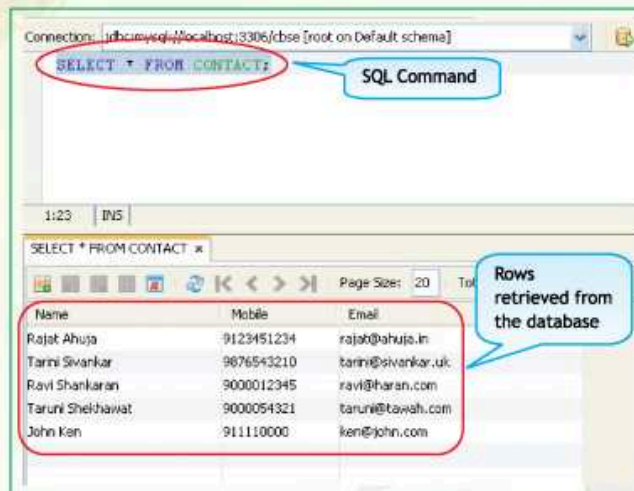 Connection: jdbc:mysql://localhost:3306/cbse [root on Default schema]
SELECT * FROM CONTACT;
SQL Command
1:23 INS
SELECT * FROM CONTACT ×
Page Size: 20
Rows
retrieved from
the database
Name Mobile Email
Rajat Ahuja 9123451234 rajat@ahuja.in
Tarini Sivankar 9876543210 tarini@sivankar.uk
Ravi Shankaran 9000012345 ravi@haran.com
Taruni Shekhawat 9000054321 taruni@tawah.com
John Ken 911110000 ken@john.com